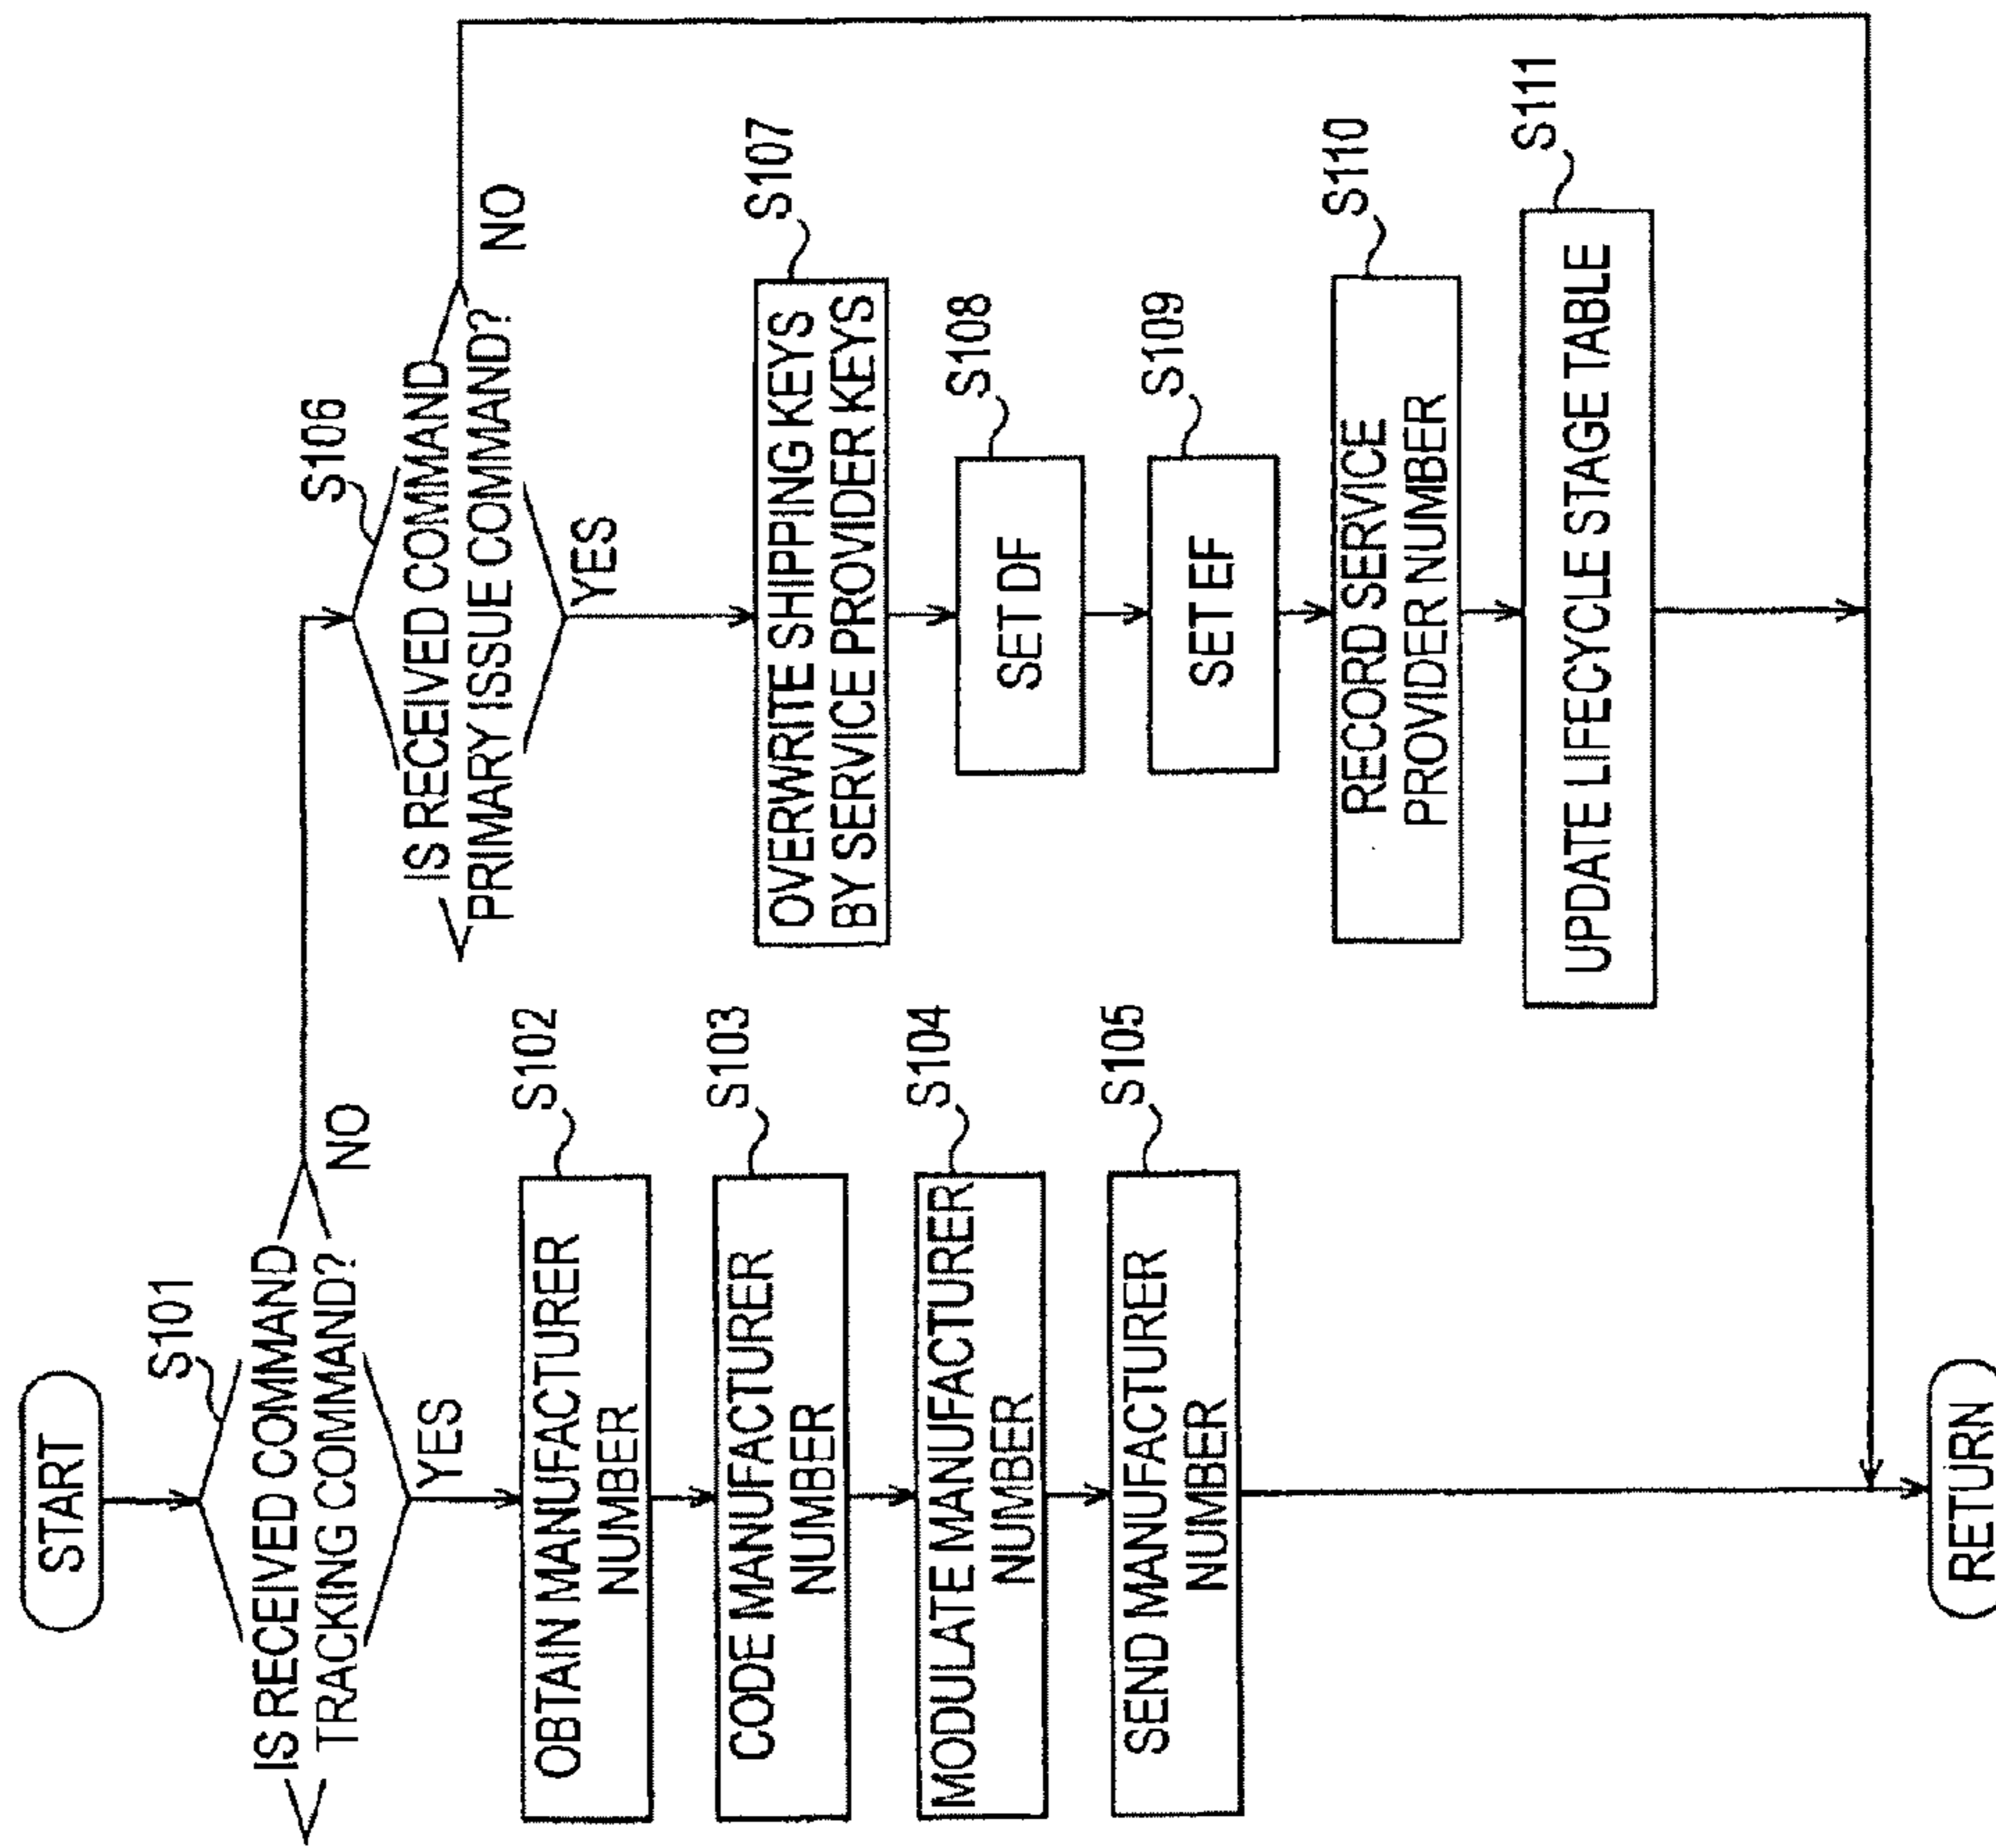 START
S101
IS RECEIVED COMMAND
TRACKING COMMAND?
NO
YES
S102
OBTAIN MANUFACTURER
NUMBER
S103
CODE MANUFACTURER
NUMBER
S104
MODULATE MANUFACTURER
NUMBER
S105
SEND MANUFACTURER
NUMBER
S106
IS RECEIVED COMMAND
PRIMARY ISSUE COMMAND?
NO
YES
S107
OVERWRITE SHIPPING KEYS
BY SERVICE PROVIDER KEYS
S108
SET DF
S109
SET EF
S110
RECORD SERVICE
PROVIDER NUMBER
S111
UPDATE LIFECYCLE STAGE TABLE
RETURN